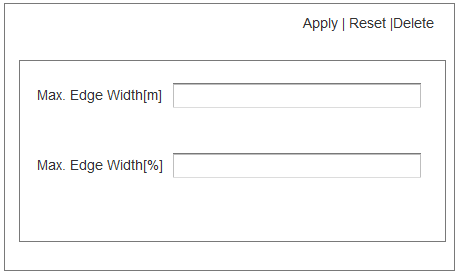 Apply | Reset |Delete
Max. Edge Width[m]
Max. Edge Width[%]